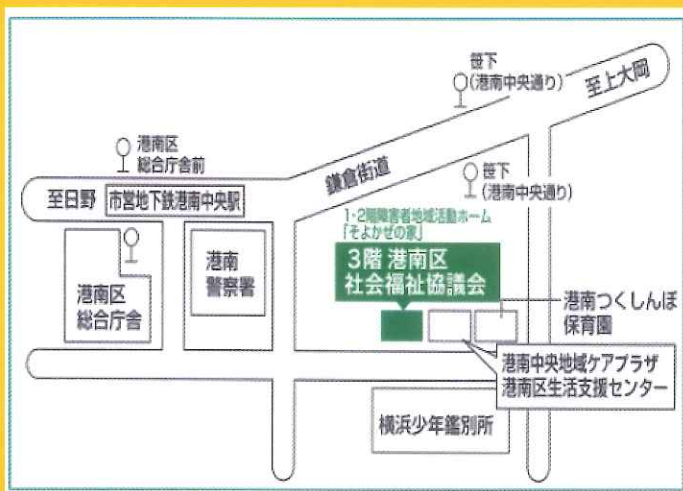 笹下
(港南中央通り)
至上大岡
港南区
総合庁舎前
鎌倉街道
笹下
(港南中央通り)
至日野
市営地下鉄港南中央駅
1・2階障害者地域活動ホーム
「そよかぜの家」
3階 港南区
社会福祉協議会
港南
警察署
港南区
総合庁舎
港南つくしんぼ
保育園
港南中央地域ケアプラザ
港南区生活支援センター
横浜少年鑑別所